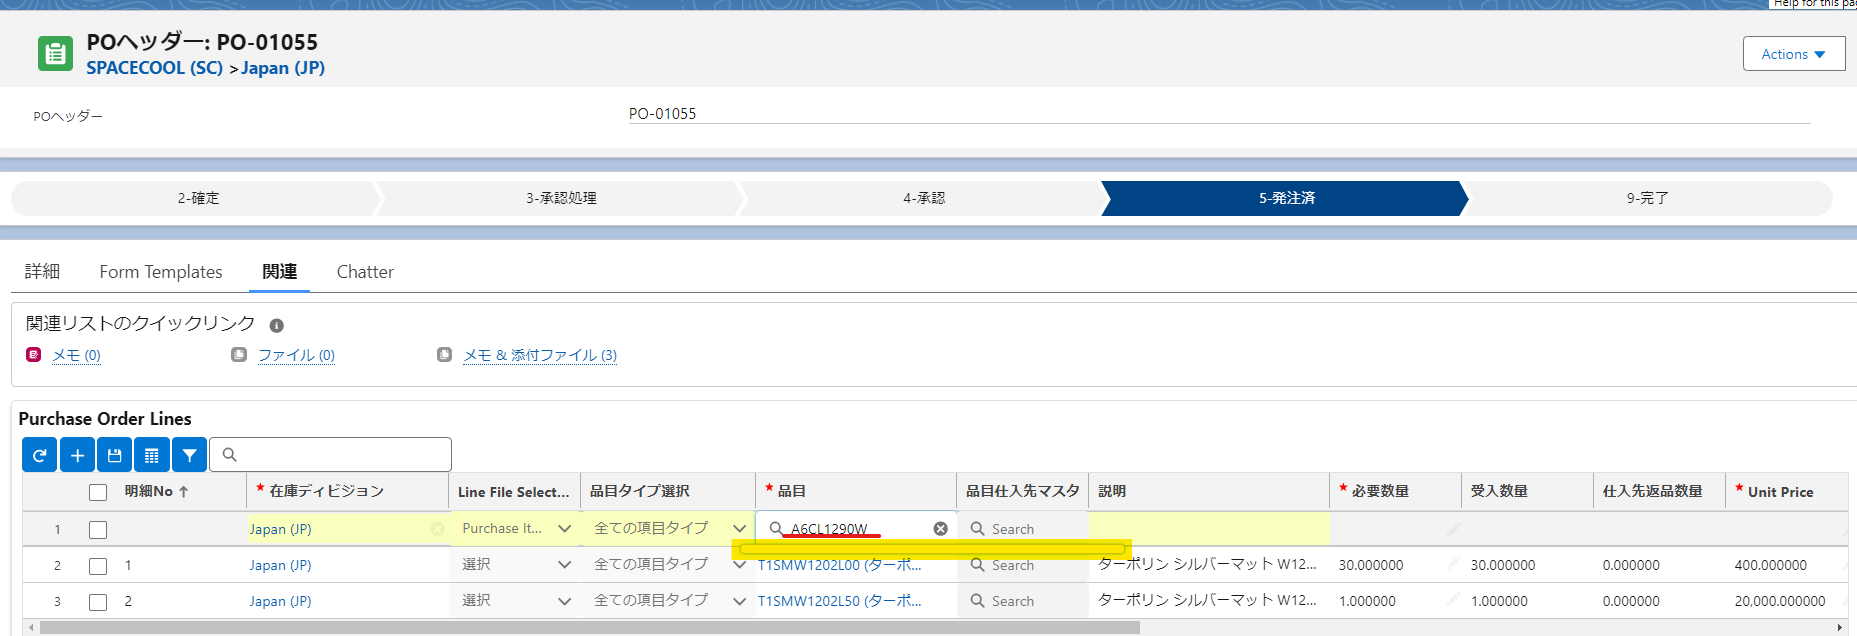 Help for this pa
POヘッダー: PO-01055
SPACECOOL (SC) >Japan (JP)
Actions
POヘッダー
PO-01055
2-確定
3-承認処理
4-承認
5-発注済
9-完了
詳細
Form Templates
関連
Chatter
関連リストのクイックリンク
メモ (0)
ファイル (0)
メモ & 添付ファイル (3)
Purchase Order Lines
明細No * 在庫ディビジョン Line File Select... 品目タイプ選択 * 品目 品目仕入先マスタ 説明 * 必要数量 受入数量 仕入先返品数量 * Unit Price
1 Japan (JP) Purchase It... 全ての項目タイプ A6CL1290W Search
2 1 Japan (JP) 選択 全ての項目タイプ T1SMW1202L00 (ターポ... Search ターポリン シルバーマット W12... 30.000000 30.000000 0.000000 400.000000
3 2 Japan (JP) 選択 全ての項目タイプ T1SMW1202L50 (ターポ... Search ターポリン シルバーマット W12... 1.000000 1.000000 0.000000 20,000.000000